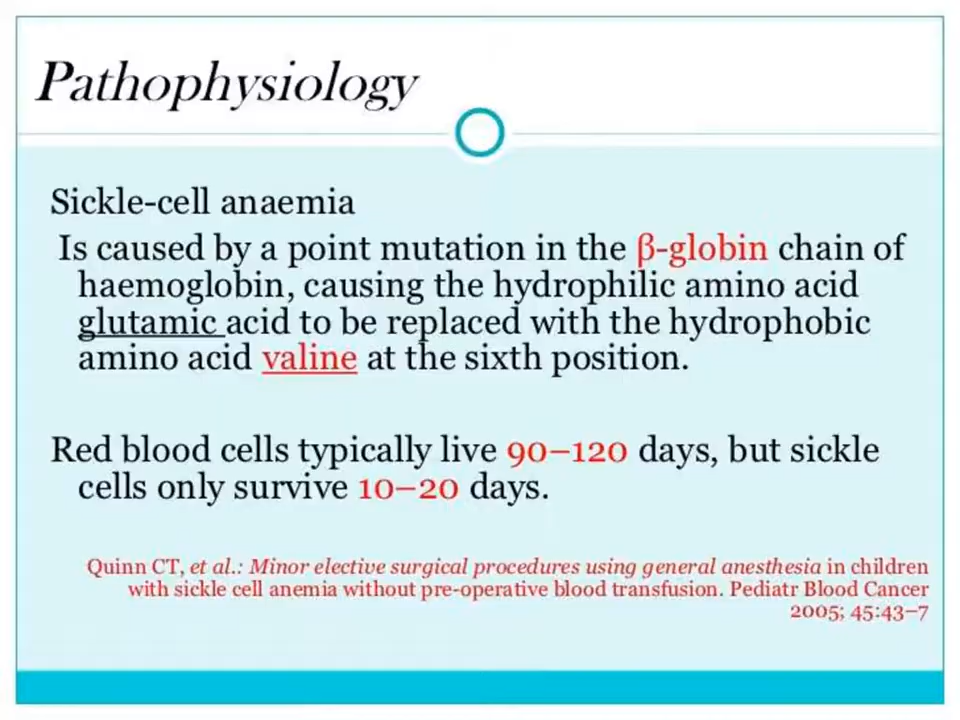 Pathophysiology
Sickle-cell anaemia
Is caused by a point mutation in the β-globin chain of
haemoglobin, causing the hydrophilic amino acid
glutamic acid to be replaced with the hydrophobic
amino acid valine at the sixth position.
Red blood cells typically live 90–120 days, but sickle
cells only survive 10–20 days.
Quinn CT, et al.: Minor elective surgical procedures using general anesthesia in children
with sickle cell anemia without pre-operative blood transfusion. Pediatr Blood Cancer
2005; 45:43–7